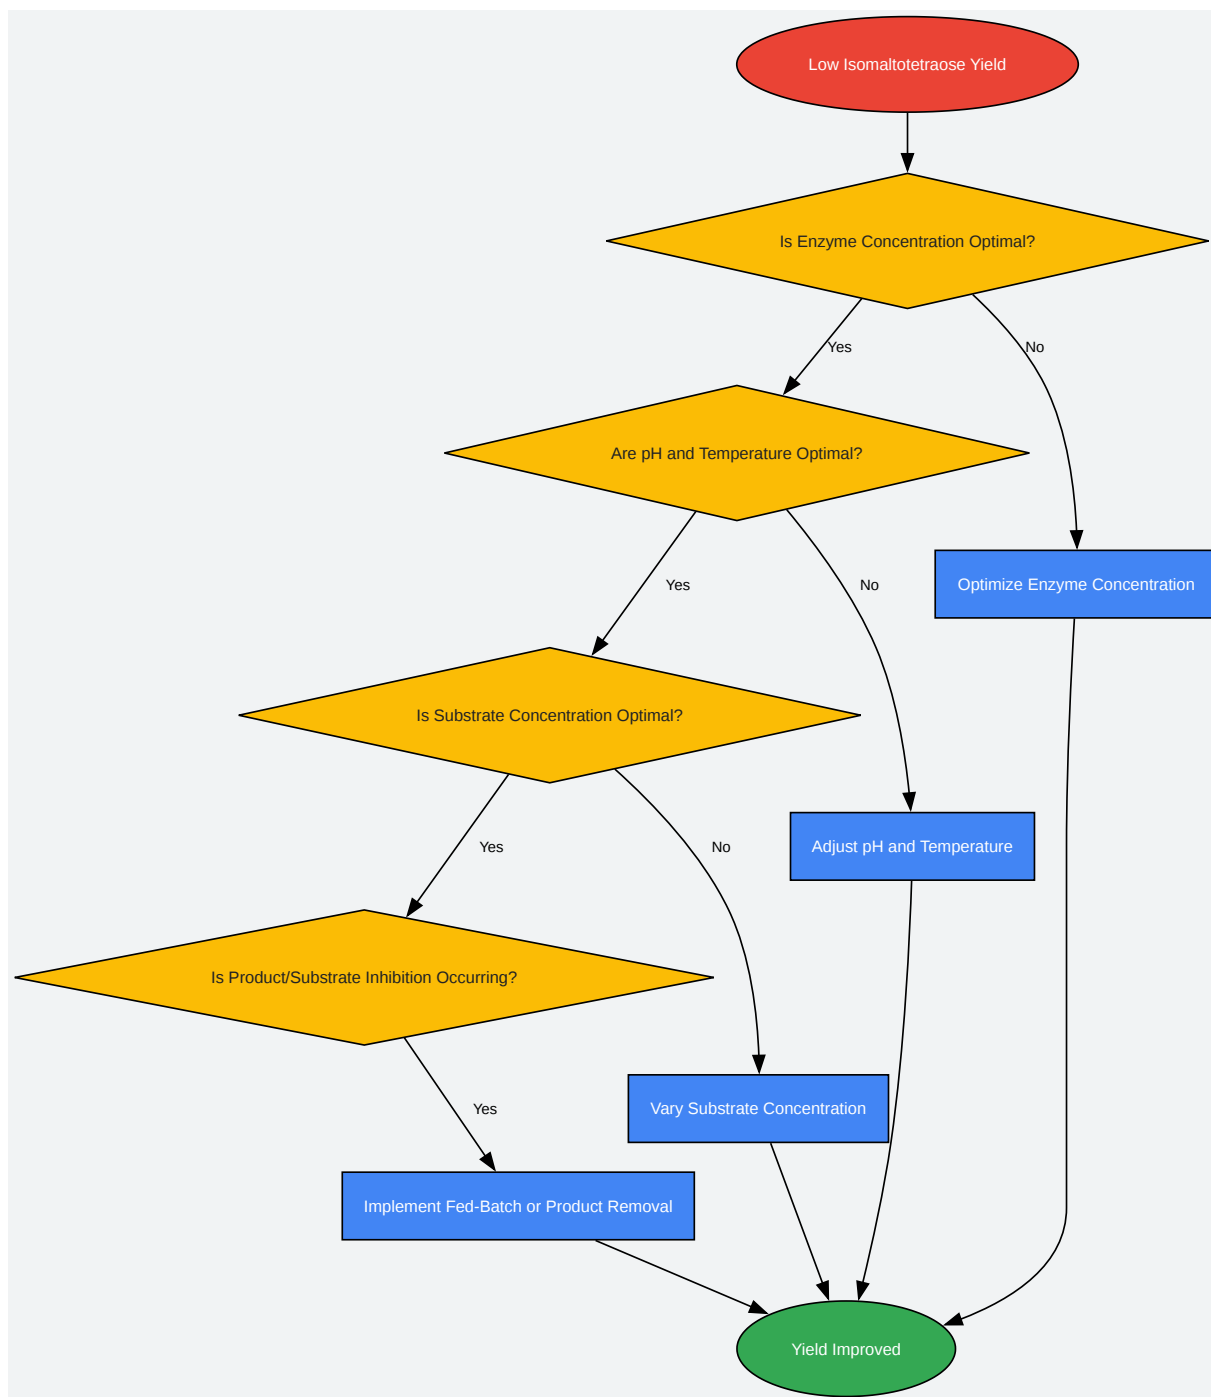 Low Isomaltotetraose Yield
Is Enzyme Concentration Optimal?
Yes
No
Are pH and Temperature Optimal?
Yes
No
Optimize Enzyme Concentration
Is Substrate Concentration Optimal?
Yes
No
Adjust pH and Temperature
Is Product/Substrate Inhibition Occurring?
Yes
Vary Substrate Concentration
Implement Fed-Batch or Product Removal
Yield Improved